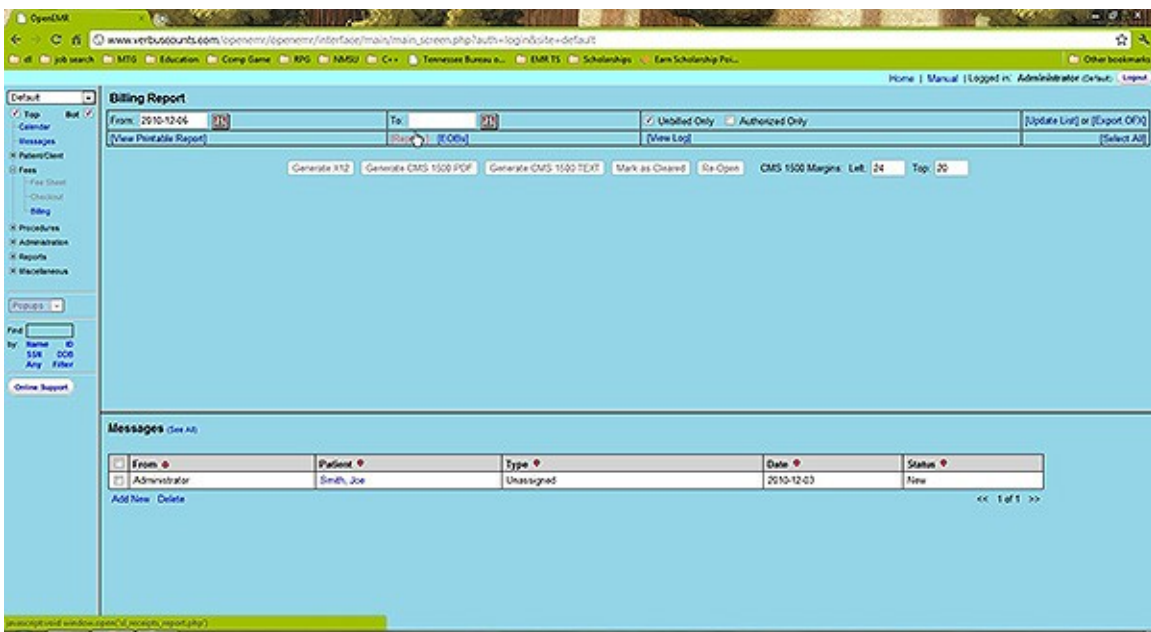 OpenEMR
www.verbusaounts.com/openemr/openemr/interface/main/main_screen.php?auth=login&site=default
dl job search MTG Education Comp Game RPG NMSU C++ Tennessee Bureau o... EMR TS Scholarships Earn Scholarship Poi... Other bookmarks
Home | Manual | Logged in: Administrator (Default) Logout
Default
Top Bot
Calendar
Messages
Patient/Client
Fees
Fee Sheet
Checkout
Billing
Procedures
Administration
Reports
Miscellaneous
Popups
Find
by: Name ID
SSN DOB
Any Filter
Online Support
Billing Report
From: 2010-12-06 To: Unbilled Only Authorized Only [Update List] or [Export OFX]
[View Printable Report] [EOBs] [View Log] [Select All]
Generate X12 Generate CMS 1500 PDF Generate CMS 1500 TEXT Mark as Cleared Re-Open CMS 1500 Margins: Left: 24 Top: 20
Messages (See All)
From Patient Type Date Status
Administrator Smith, Joe Unassigned 2010-12-03 New
Add New Delete << 1 of 1 >>
javascript:void window.open('sl_receipts_report.php')